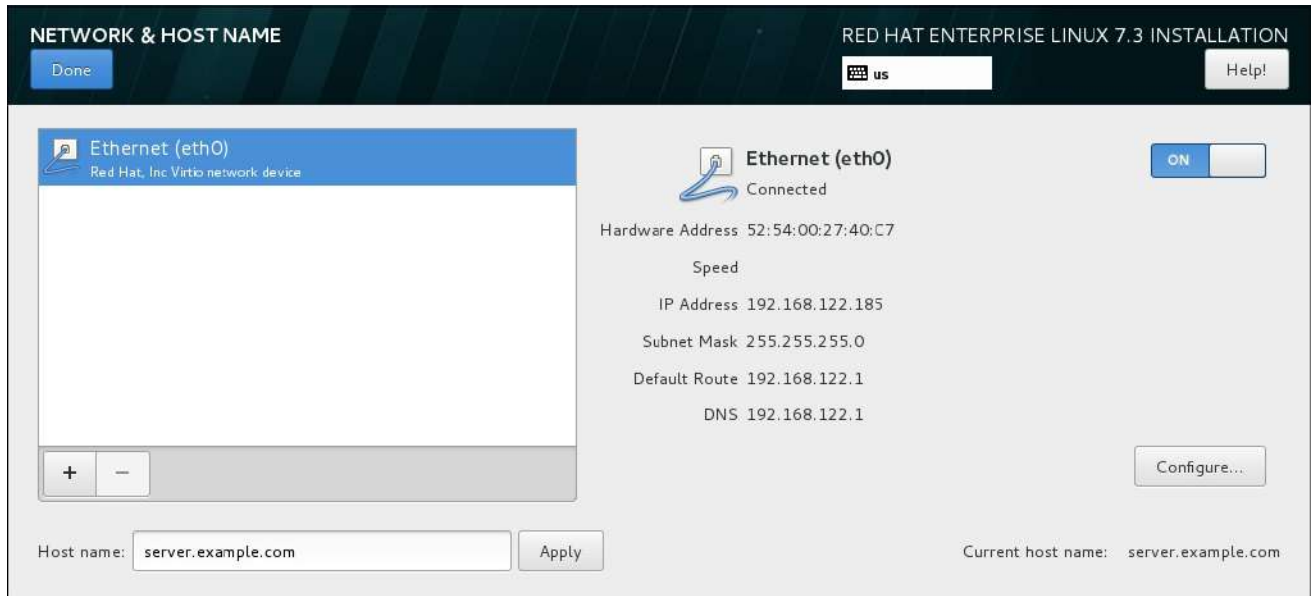 NETWORK & HOST NAME
RED HAT ENTERPRISE LINUX 7.3 INSTALLATION
Done
us
Help!
Ethernet (eth0)
Red Hat, Inc Virtio network device
Ethernet (eth0)
Connected
ON
Hardware Address 52:54:00:27:40:C7
Speed
IP Address 192.168.122.185
Subnet Mask 255.255.255.0
Default Route 192.168.122.1
DNS 192.168.122.1
+ −
Configure...
Host name: server.example.com Apply
Current host name: server.example.com